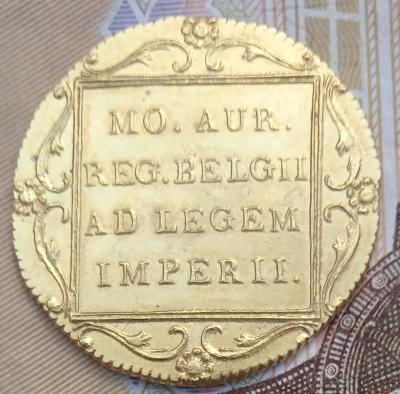 MO. AUR.
REG. BELGII
AD LEGEM
IMPERII.